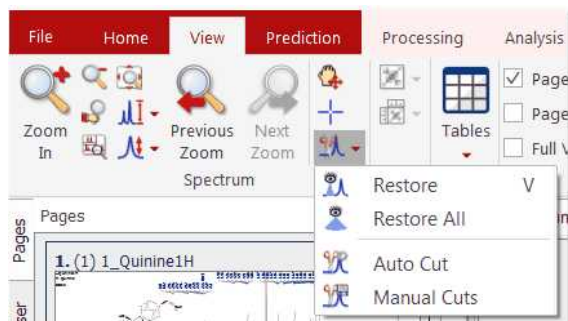 File Home View Prediction Processing Analysis
Zoom In
Previous Zoom
Next Zoom
Tables
Page
Page
Full V
Spectrum
Restore V
Restore All
Auto Cut
Manual Cuts
Pages
Pages
1. (1) 1_Quinine1H
ser